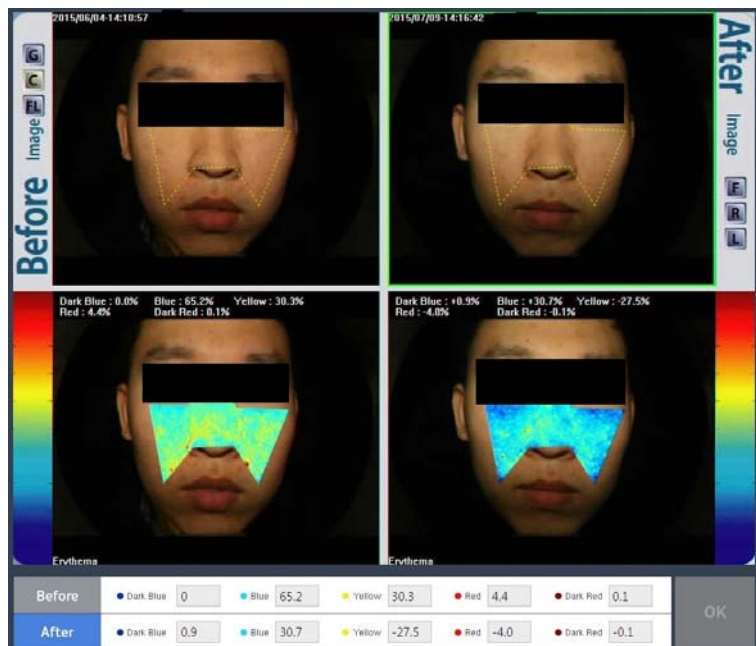 2015/06/04-14:10:57
2015/07/09-14:16:42
Before
Image
G
C
FL
After
Image
F
R
L
Dark Blue : 0.0% Blue : 65.2% Yellow : 30.3%
Red : 4.4% Dark Red : 0.1%
Dark Blue : +0.9% Blue : +30.7% Yellow : -27.5%
Red : -4.0% Dark Red : -0.1%
Erythema
Erythema
Before Dark Blue 0 Blue 65.2 Yellow 30.3 Red 4.4 Dark Red 0.1
After Dark Blue 0.9 Blue 30.7 Yellow -27.5 Red -4.0 Dark Red -0.1
OK